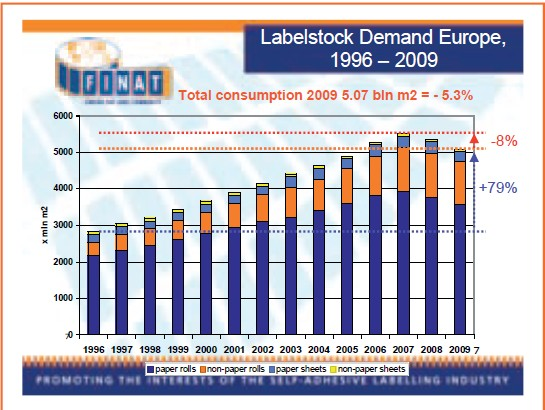 Labelstock Demand Europe,
1996 – 2009
FINAT
Total consumption 2009 5.07 bln m2 = - 5.3%
6000
5000
4000
3000
2000
1000
;0
x mln m2
-8%
+79%
1996 1997 1998 1999 2000 2001 2002 2003 2004 2005 2006 2007 2008 2009 7
paper rolls non-paper rolls paper sheets non-paper sheets
PROMOTING THE INTERESTS OF THE SELF-ADHESIVE LABELLING INDUSTRY